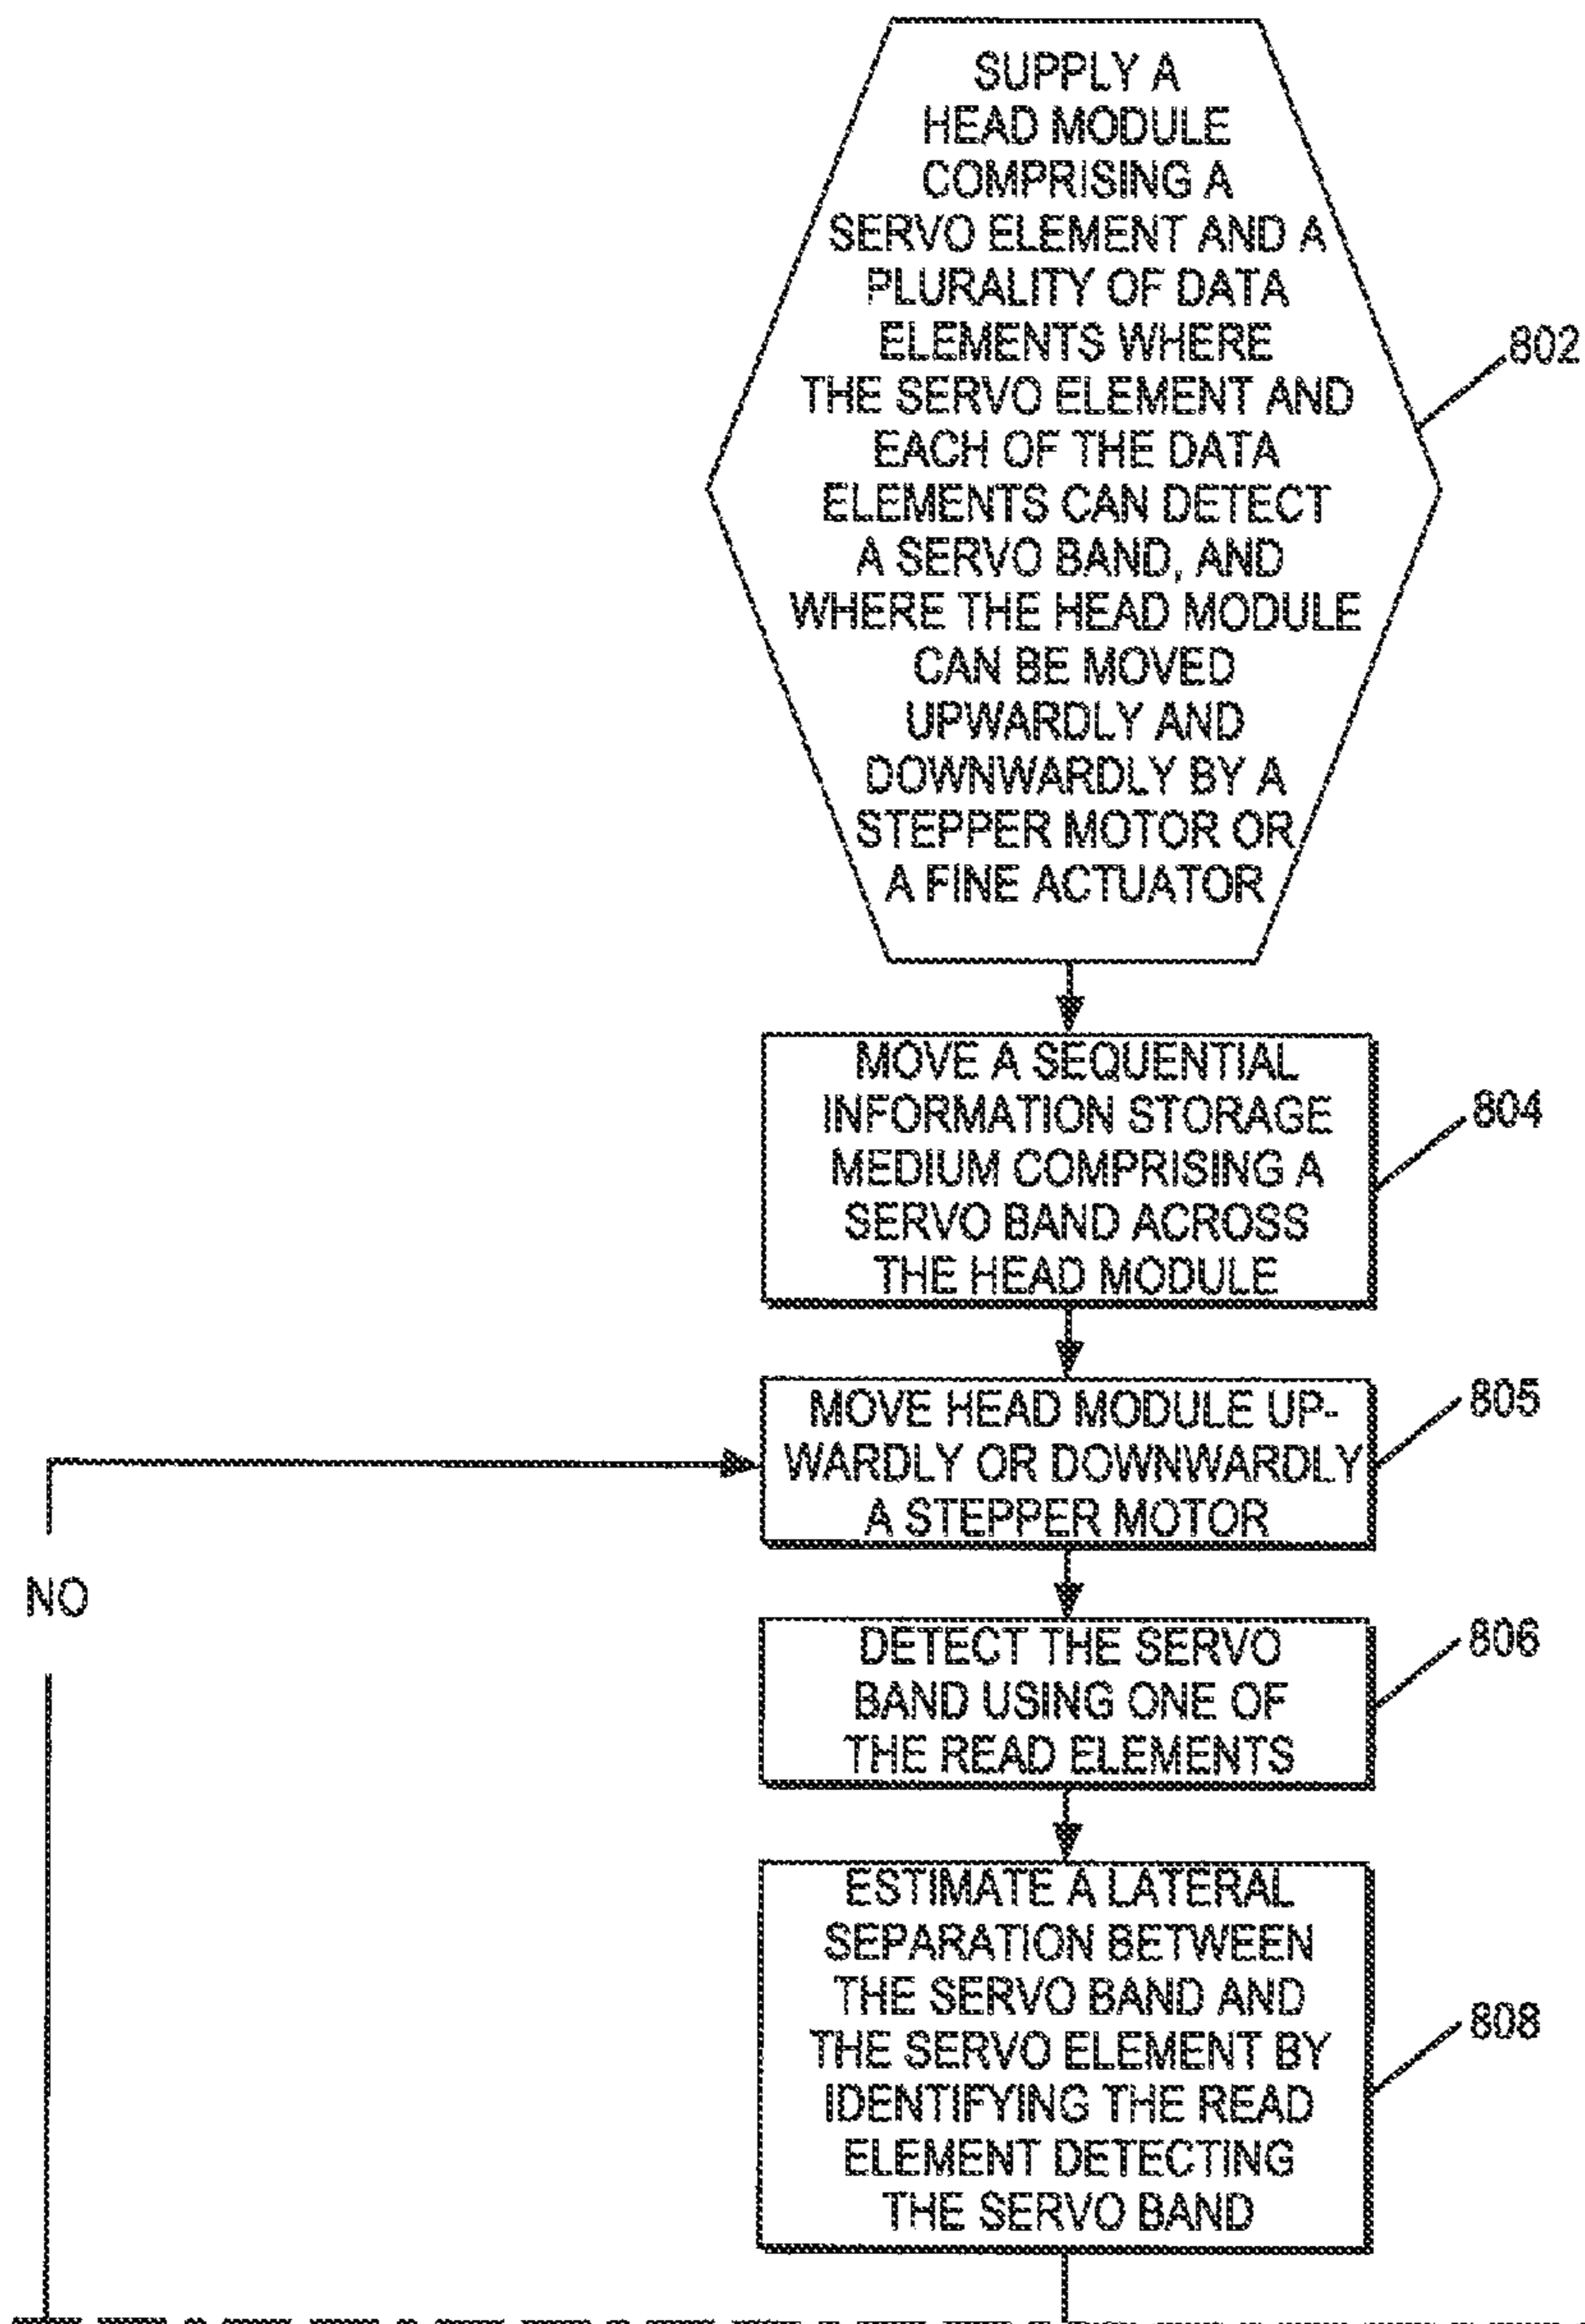 SUPPLY A
HEAD MODULE
COMPRISING A
SERVO ELEMENT AND A
PLURALITY OF DATA
ELEMENTS WHERE
THE SERVO ELEMENT AND
EACH OF THE DATA
ELEMENTS CAN DETECT
A SERVO BAND, AND
WHERE THE HEAD MODULE
CAN BE MOVED
UPWARDLY AND
DOWNWARDLY BY A
STEPPER MOTOR OR
A FINE ACTUATOR
802
MOVE A SEQUENTIAL
INFORMATION STORAGE
MEDIUM COMPRISING A
SERVO BAND ACROSS
THE HEAD MODULE
804
MOVE HEAD MODULE UP-
WARDLY OR DOWNWARDLY
A STEPPER MOTOR
805
NO
DETECT THE SERVO
BAND USING ONE OF
THE READ ELEMENTS
806
ESTIMATE A LATERAL
SEPARATION BETWEEN
THE SERVO BAND AND
THE SERVO ELEMENT BY
IDENTIFYING THE READ
ELEMENT DETECTING
THE SERVO BAND
808